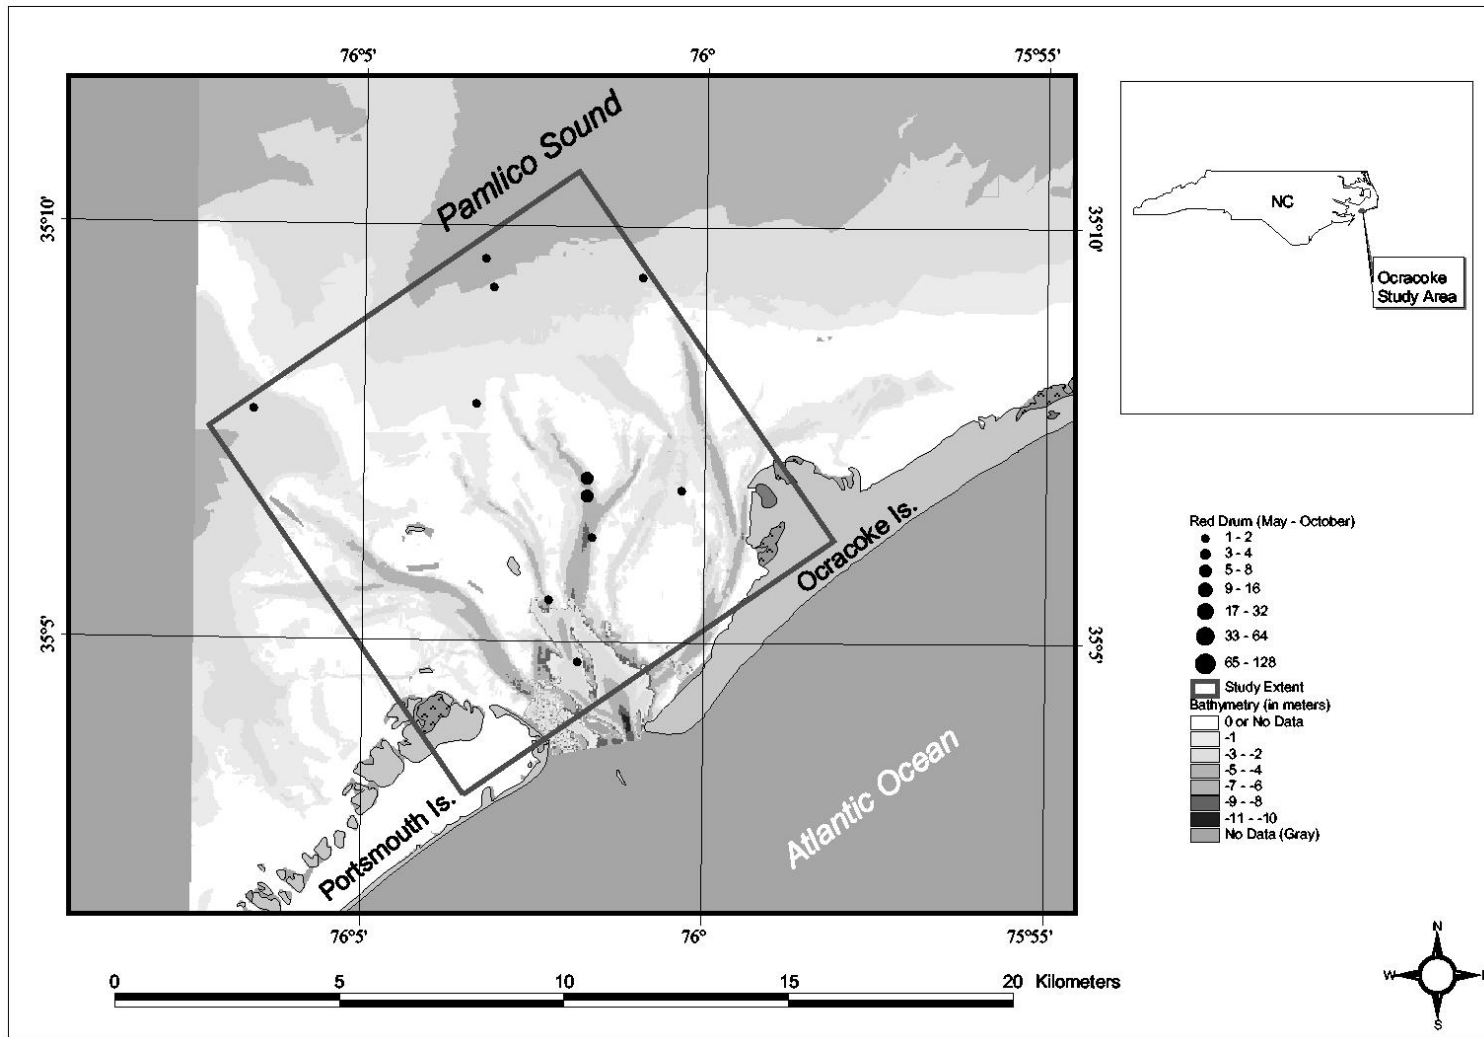 76°5'
76°
75°55'
Pamlico Sound
35°10'
35°10'
NC
Ocracoke
Study Area
Ocracoke Is.
Red Drum (May - October)
1 - 2
3 - 4
5 - 8
9 - 16
17 - 32
33 - 64
65 - 128
Study Extent
Bathymetry (in meters)
0 or No Data
-1
-3 - -2
-5 - -4
-7 - -6
-9 - -8
-11 - -10
No Data (Gray)
35°5'
35°5'
Atlantic Ocean
Portsmouth Is.
76°5'
76°
75°55'
0 5 10 15 20 Kilometers
N
W
S